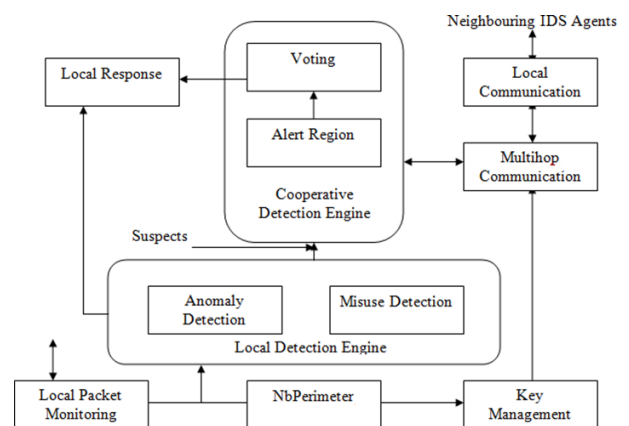 Neighbouring IDS Agents
Voting
Local Response
Local
Communication
Alert Region
Multihop
Communication
Cooperative
Detection Engine
Suspects
Anomaly
Detection
Misuse Detection
Local Detection Engine
Local Packet
Monitoring
NbPerimeter
Key
Management